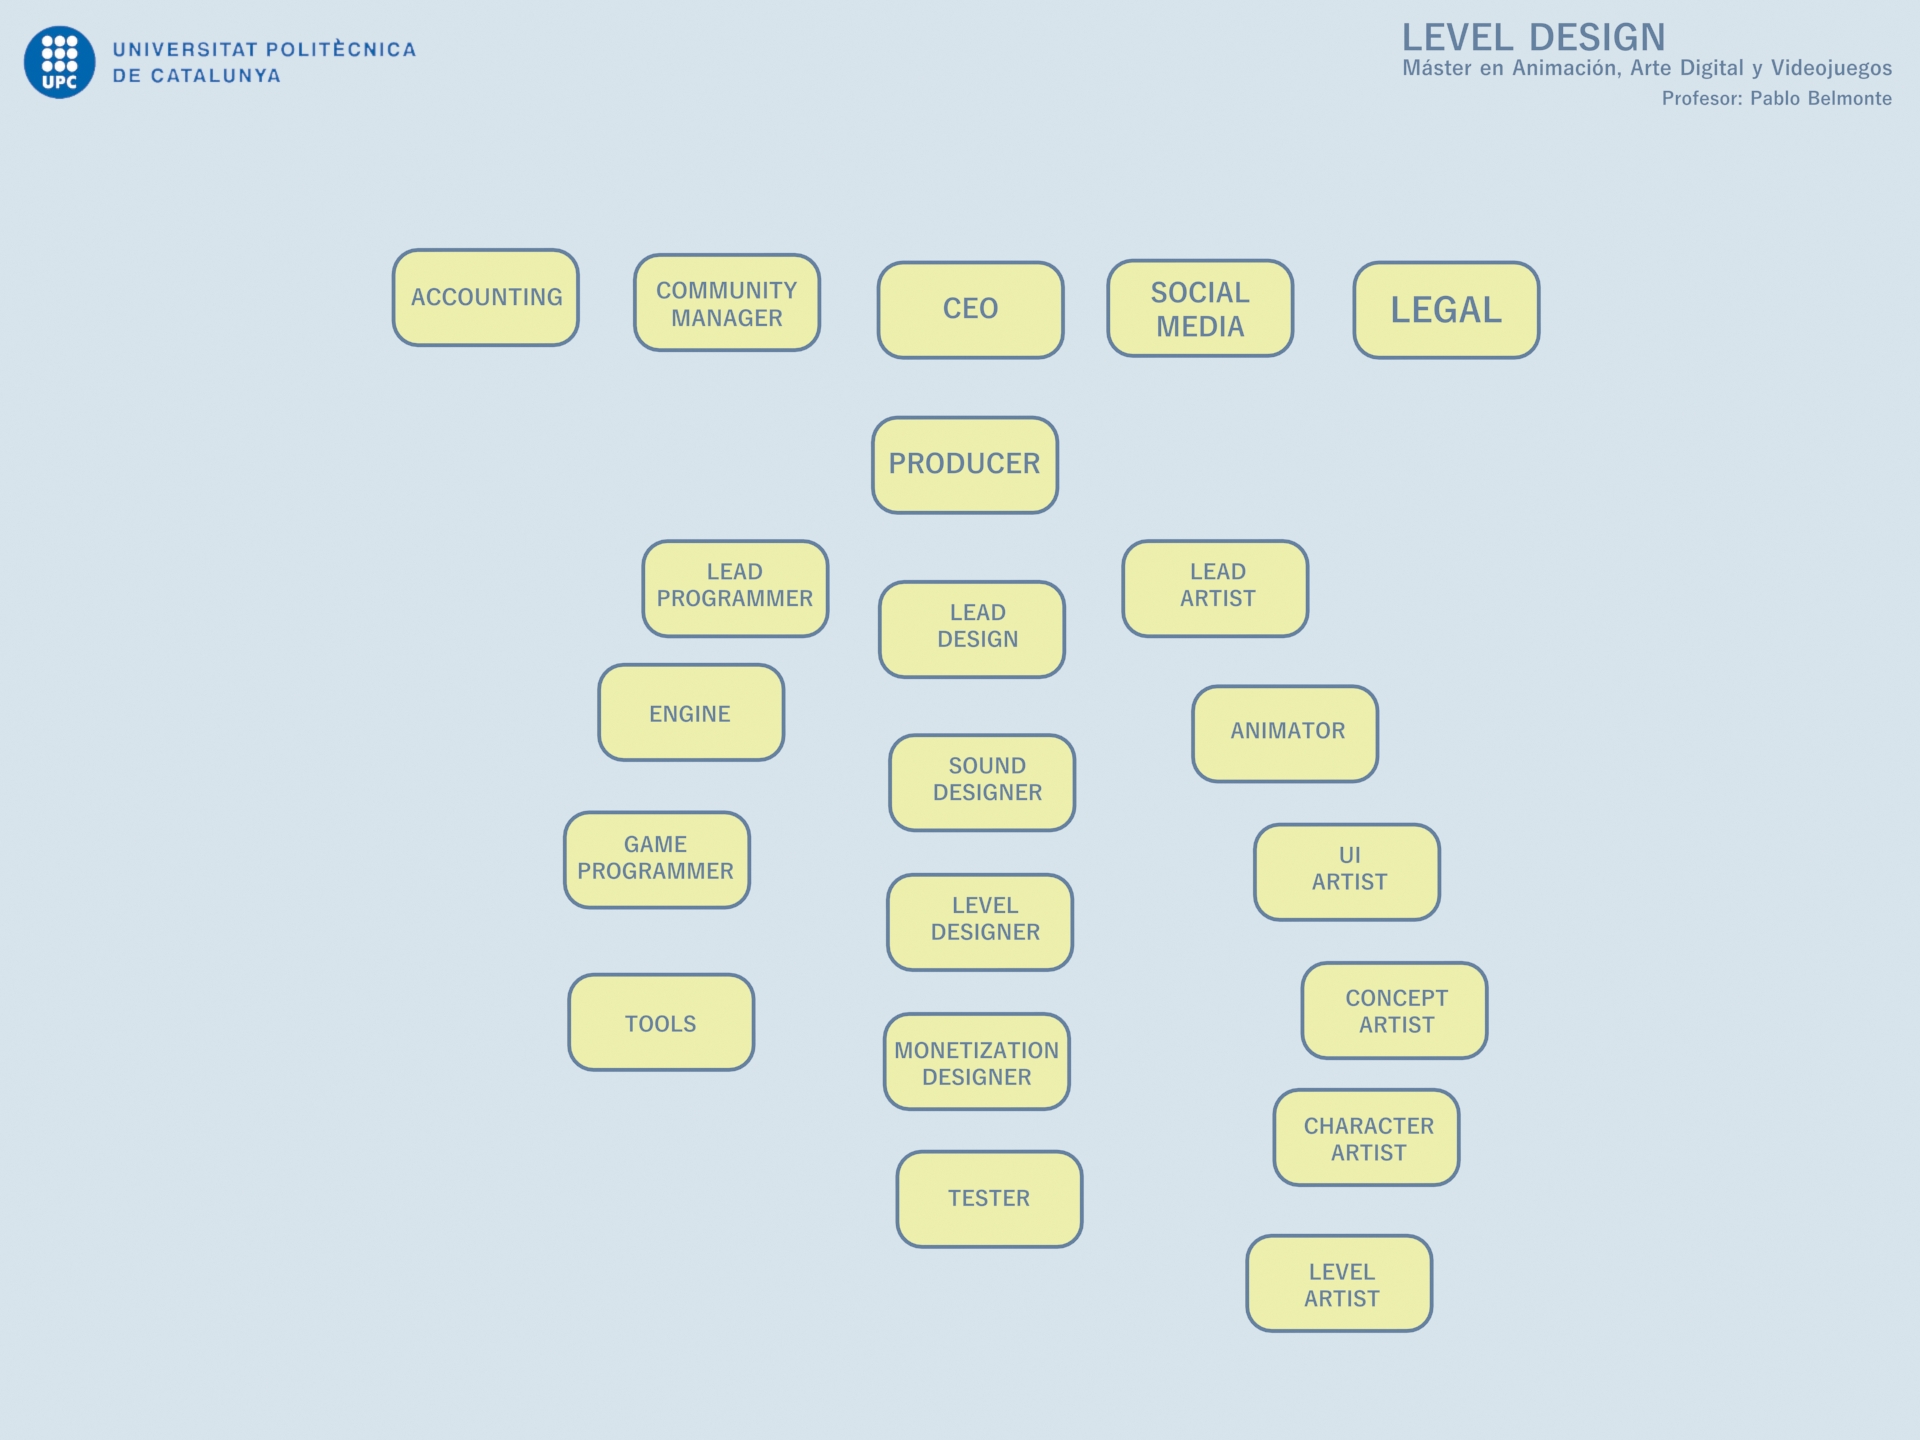 UPC
UNIVERSITAT POLITÈCNICA
DE CATALUNYA
LEVEL DESIGN
Máster en Animación, Arte Digital y Videojuegos
Profesor: Pablo Belmonte
ACCOUNTING
COMMUNITY
MANAGER
CEO
SOCIAL
MEDIA
LEGAL
PRODUCER
LEAD
PROGRAMMER
LEAD
DESIGN
LEAD
ARTIST
ENGINE
SOUND
DESIGNER
ANIMATOR
GAME
PROGRAMMER
LEVEL
DESIGNER
UI
ARTIST
TOOLS
MONETIZATION
DESIGNER
CONCEPT
ARTIST
CHARACTER
ARTIST
TESTER
LEVEL
ARTIST